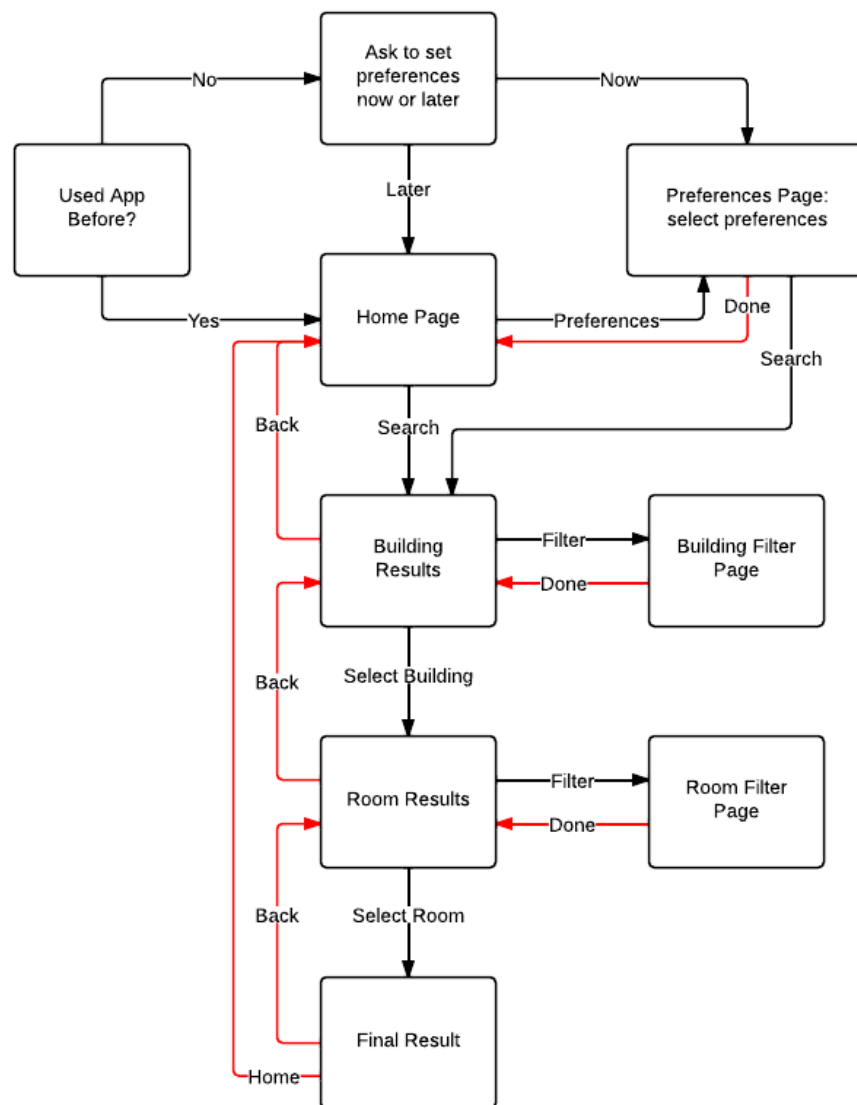 Ask to set
preferences
now or later
No
Now
Used App
Before?
Later
Preferences Page:
select preferences
Yes
Home Page
Preferences
Done
Search
Back
Search
Building
Results
Filter
Done
Building Filter
Page
Back
Select Building
Room Results
Filter
Done
Room Filter
Page
Back
Select Room
Final Result
Home